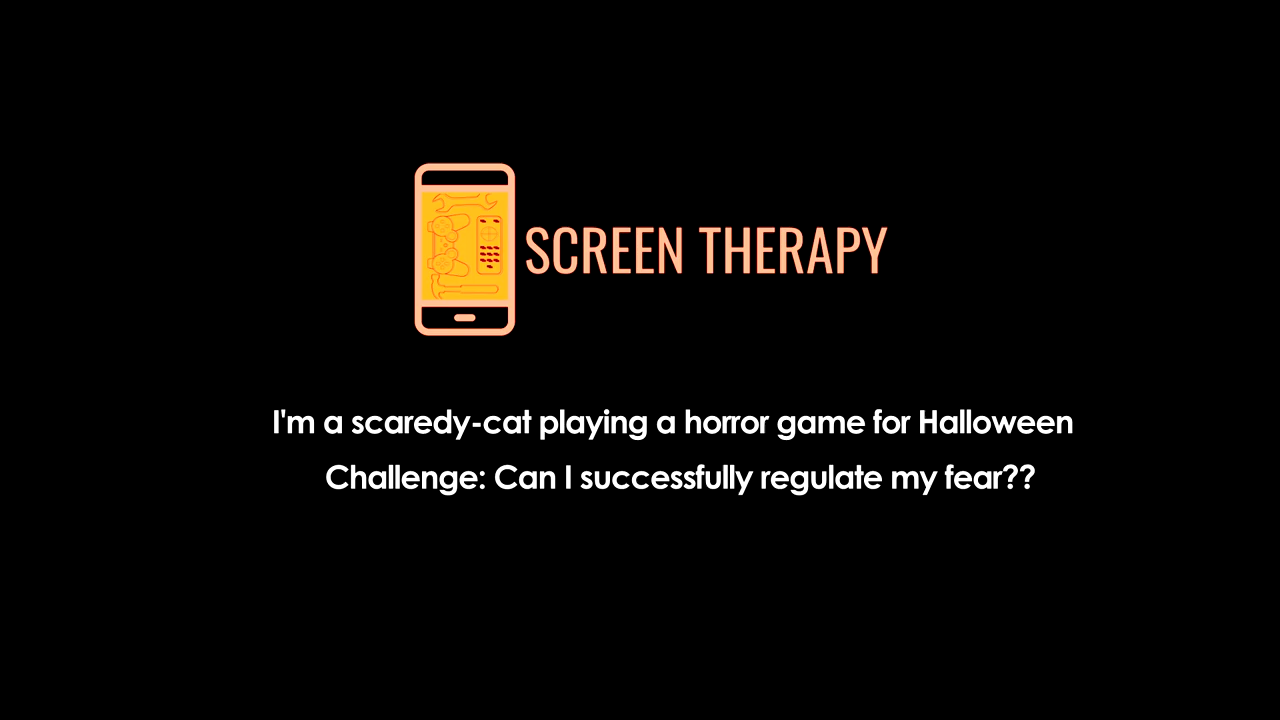 SCREEN THERAPY
I'm a scaredy-cat playing a horror game for Halloween
Challenge: Can I successfully regulate my fear??